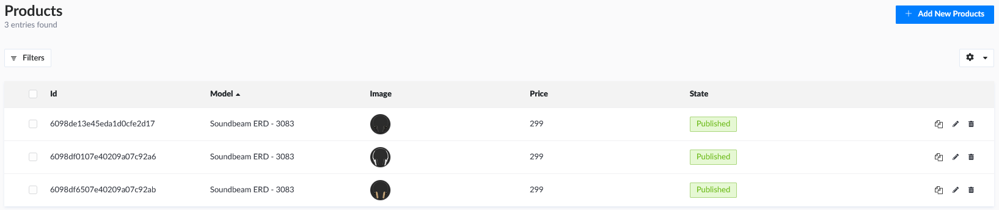 Products
3 entries found
Add New Products
Filters
Id Model Image Price State
6098de13e45eda1d0cfe2d17 Soundbeam ERD - 3083 299 Published
6098df0107e40209a07c92a6 Soundbeam ERD - 3083 299 Published
6098df6507e40209a07c92ab Soundbeam ERD - 3083 299 Published